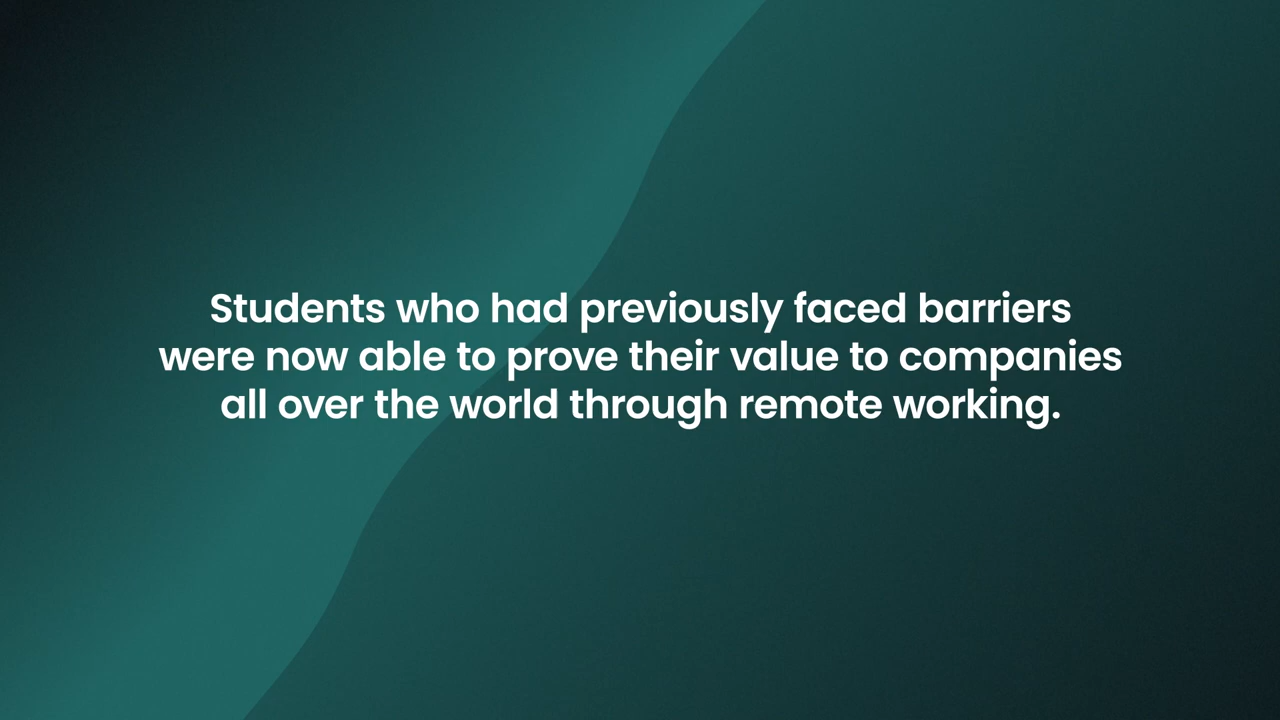 Students who had previously faced barriers
were now able to prove their value to companies
all over the world through remote working.